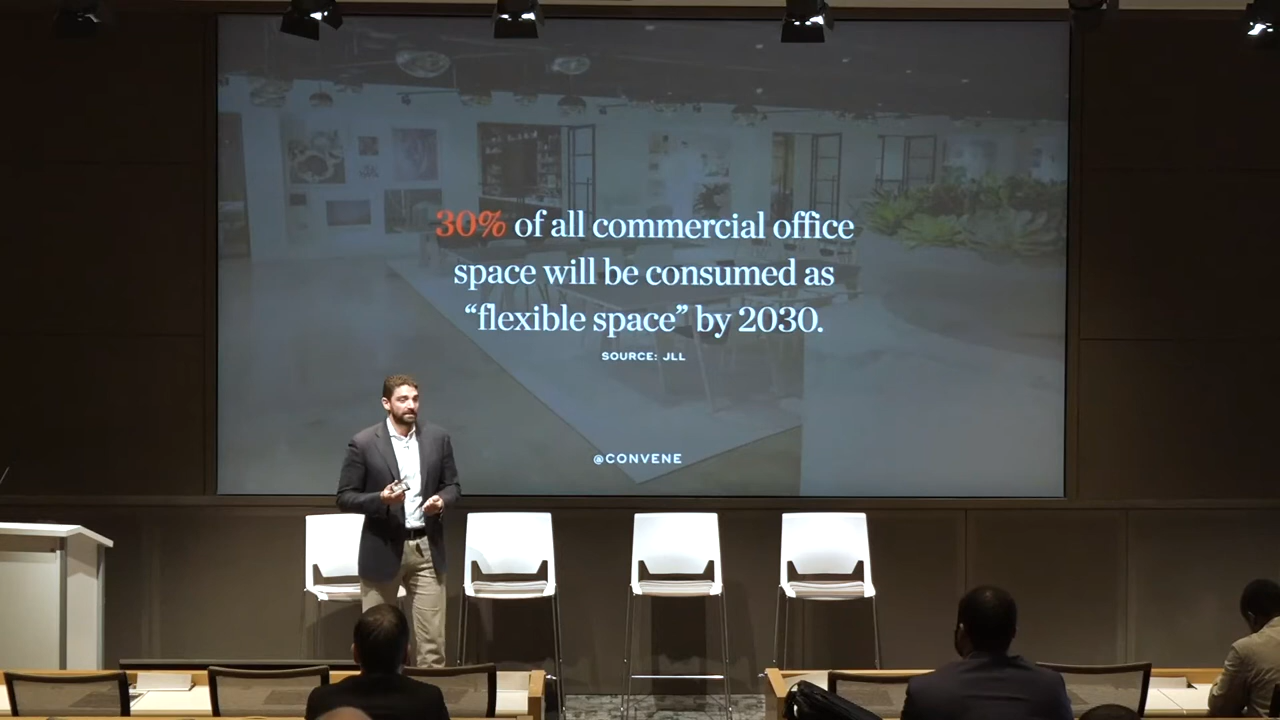 30% of all commercial office
space will be consumed as
“flexible space” by 2030.
SOURCE: JLL
@CONVENE